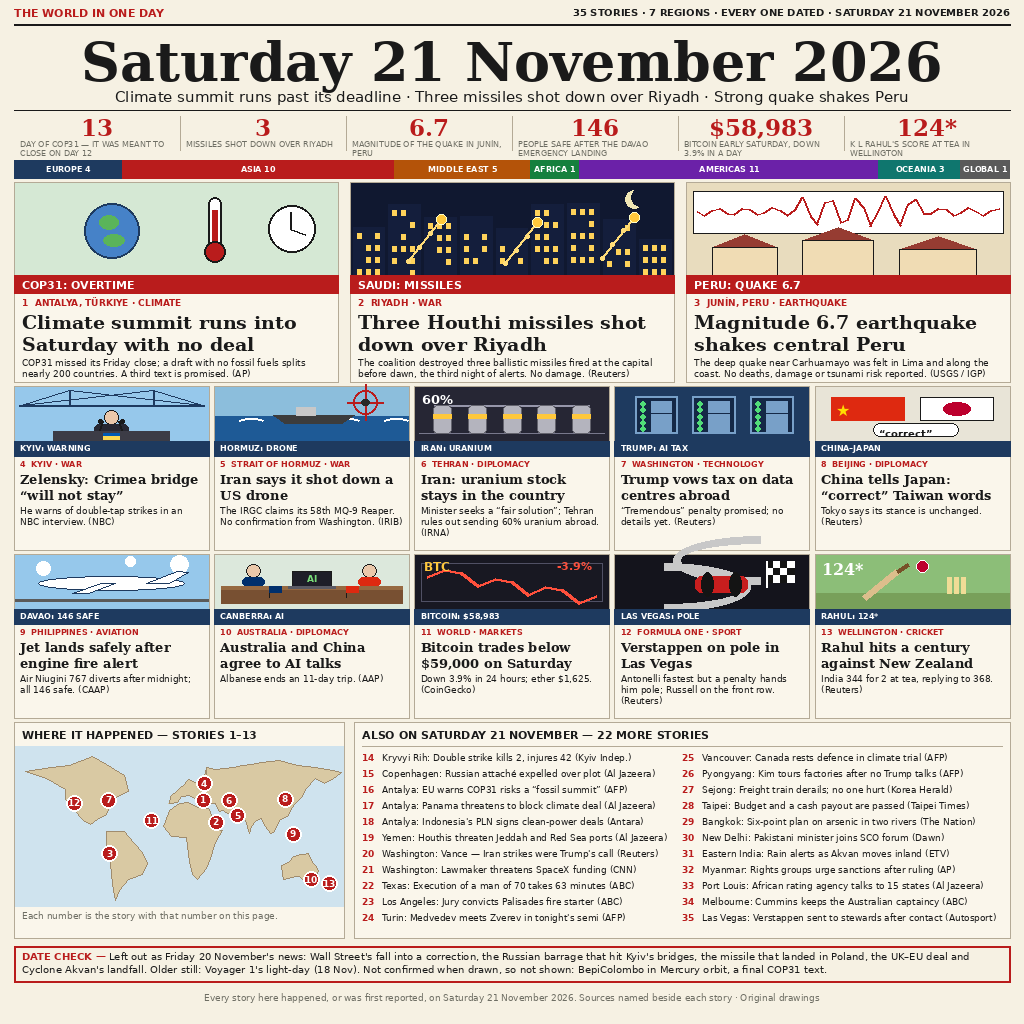 THE WORLD IN ONE DAY
35 STORIES · 7 REGIONS · EVERY ONE DATED · SATURDAY 21 NOVEMBER 2026
Saturday 21 November 2026
Climate summit runs past its deadline · Three missiles shot down over Riyadh · Strong quake shakes Peru
13
DAY OF COP31 — IT WAS MEANT TO
CLOSE ON DAY 12
3
MISSILES SHOT DOWN OVER RIYADH
6.7
MAGNITUDE OF THE QUAKE IN JUNÍN,
PERU
146
PEOPLE SAFE AFTER THE DAVAO
EMERGENCY LANDING
$58,983
BITCOIN EARLY SATURDAY, DOWN
3.9% IN A DAY
124*
K L RAHUL'S SCORE AT TEA IN
WELLINGTON
EUROPE 4
ASIA 10
MIDDLE EAST 5
AFRICA 1
AMERICAS 11
OCEANIA 3
GLOBAL 1
COP31: OVERTIME
1 ANTALYA, TÜRKIYE · CLIMATE
Climate summit runs into
Saturday with no deal
COP31 missed its Friday close; a draft with no fossil fuels splits
nearly 200 countries. A third text is promised. (AP)
SAUDI: MISSILES
2 RIYADH · WAR
Three Houthi missiles shot
down over Riyadh
The coalition destroyed three ballistic missiles fired at the capital
before dawn, the third night of alerts. No damage. (Reuters)
PERU: QUAKE 6.7
3 JUNÍN, PERU · EARTHQUAKE
Magnitude 6.7 earthquake
shakes central Peru
The deep quake near Carhuamayo was felt in Lima and along the
coast. No deaths, damage or tsunami risk reported. (USGS / IGP)
KYIV: WARNING
4 KYIV · WAR
Zelensky: Crimea bridge
“will not stay”
He warns of double-tap strikes in an
NBC interview. (NBC)
HORMUZ: DRONE
5 STRAIT OF HORMUZ · WAR
Iran says it shot down a
US drone
The IRGC claims its 58th MQ-9 Reaper.
No confirmation from Washington. (IRIB)
60%
IRAN: URANIUM
6 TEHRAN · DIPLOMACY
Iran: uranium stock
stays in the country
Minister seeks a “fair solution”; Tehran
rules out sending 60% uranium abroad.
(IRNA)
TRUMP: AI TAX
7 WASHINGTON · TECHNOLOGY
Trump vows tax on data
centres abroad
“Tremendous” penalty promised; no
details yet. (Reuters)
“correct”
CHINA–JAPAN
8 BEIJING · DIPLOMACY
China tells Japan:
“correct” Taiwan words
Tokyo says its stance is unchanged.
(Reuters)
DAVAO: 146 SAFE
9 PHILIPPINES · AVIATION
Jet lands safely after
engine fire alert
Air Niugini 767 diverts after midnight;
all 146 safe. (CAAP)
AI
CANBERRA: AI
10 AUSTRALIA · DIPLOMACY
Australia and China
agree to AI talks
Albanese ends an 11-day trip. (AAP)
BTC
-3.9%
BITCOIN: $58,983
11 WORLD · MARKETS
Bitcoin trades below
$59,000 on Saturday
Down 3.9% in 24 hours; ether $1,625.
(CoinGecko)
LAS VEGAS: POLE
12 FORMULA ONE · SPORT
Verstappen on pole in
Las Vegas
Antonelli fastest but a penalty hands
him pole; Russell on the front row.
(Reuters)
124*
RAHUL: 124*
13 WELLINGTON · CRICKET
Rahul hits a century
against New Zealand
India 344 for 2 at tea, replying to 368.
(Reuters)
WHERE IT HAPPENED — STORIES 1–13
4
12
7
1
6
8
11
2
5
9
3
10
13
Each number is the story with that number on this page.
ALSO ON SATURDAY 21 NOVEMBER — 22 MORE STORIES
14 Kryvyi Rih: Double strike kills 2, injures 42 (Kyiv Indep.)
15 Copenhagen: Russian attaché expelled over plot (Al Jazeera)
16 Antalya: EU warns COP31 risks a “fossil summit” (AFP)
17 Antalya: Panama threatens to block climate deal (Al Jazeera)
18 Antalya: Indonesia’s PLN signs clean-power deals (Antara)
19 Yemen: Houthis threaten Jeddah and Red Sea ports (Al Jazeera)
20 Washington: Vance — Iran strikes were Trump’s call (Reuters)
21 Washington: Lawmaker threatens SpaceX funding (CNN)
22 Texas: Execution of a man of 70 takes 63 minutes (ABC)
23 Los Angeles: Jury convicts Palisades fire starter (ABC)
24 Turin: Medvedev meets Zverev in tonight’s semi (AFP)
25 Vancouver: Canada rests defence in climate trial (AFP)
26 Pyongyang: Kim tours factories after no Trump talks (AFP)
27 Sejong: Freight train derails; no one hurt (Korea Herald)
28 Taipei: Budget and a cash payout are passed (Taipei Times)
29 Bangkok: Six-point plan on arsenic in two rivers (The Nation)
30 New Delhi: Pakistani minister joins SCO forum (Dawn)
31 Eastern India: Rain alerts as Akvan moves inland (ETV)
32 Myanmar: Rights groups urge sanctions after ruling (AP)
33 Port Louis: African rating agency talks to 15 states (Al Jazeera)
34 Melbourne: Cummins keeps the Australian captaincy (ABC)
35 Las Vegas: Verstappen sent to stewards after contact (Autosport)
DATE CHECK — Left out as Friday 20 November's news: Wall Street's fall into a correction, the Russian barrage that hit Kyiv's bridges, the missile that landed in Poland, the UK–EU deal and
Cyclone Akvan's landfall. Older still: Voyager 1's light-day (18 Nov). Not confirmed when drawn, so not shown: BepiColombo in Mercury orbit, a final COP31 text.
Every story here happened, or was first reported, on Saturday 21 November 2026. Sources named beside each story · Original drawings